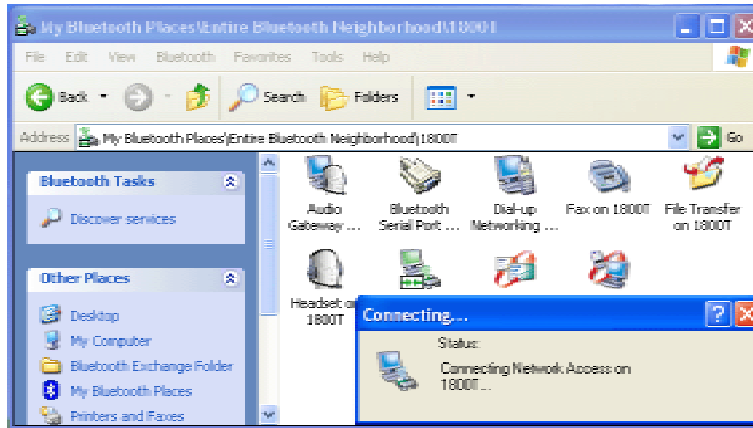 My Bluetooth Places\Entire Bluetooth Neighborhood\1800T
File Edit View Bluetooth Favorites Tools Help
Back Search Folders
Address My Bluetooth Places\Entire Bluetooth Neighborhood\1800T Go
Bluetooth Tasks
Discover services
Other Places
Desktop
My Computer
Bluetooth Exchange Folder
My Bluetooth Places
Printers and Faxes
Audio
Gateway ...
Bluetooth
Serial Port ...
Dial-up
Networking ...
Fax on 1800T
File Transfer
on 1800T
Headset on
1800T
Connecting...
Status:
Connecting Network Access on
1800T...